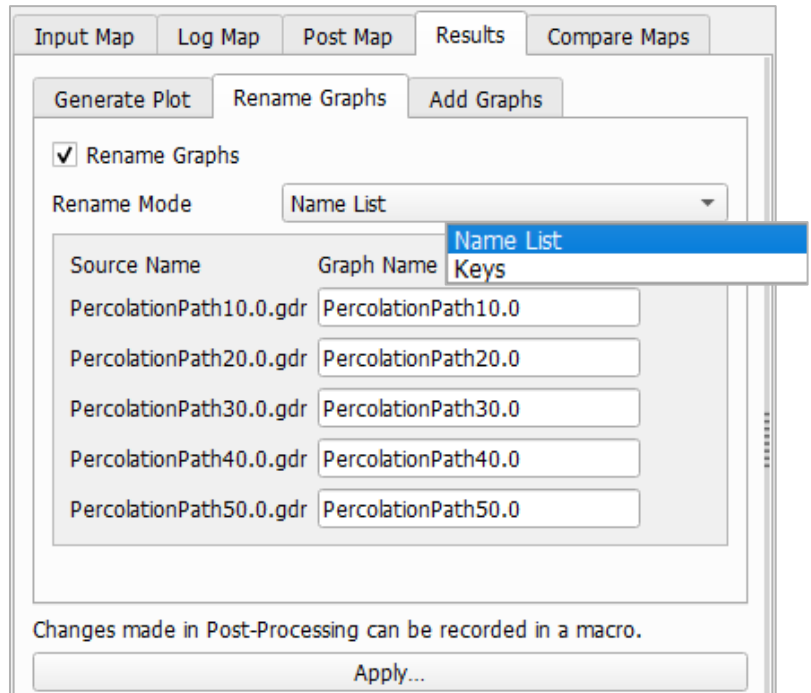 Input Map Log Map Post Map Results Compare Maps
Generate Plot Rename Graphs Add Graphs
Rename Graphs
Rename Mode Name List
Name List
Source Name Graph Name Keys
PercolationPath10.0.gdr PercolationPath10.0
PercolationPath20.0.gdr PercolationPath20.0
PercolationPath30.0.gdr PercolationPath30.0
PercolationPath40.0.gdr PercolationPath40.0
PercolationPath50.0.gdr PercolationPath50.0
Changes made in Post-Processing can be recorded in a macro.
Apply...